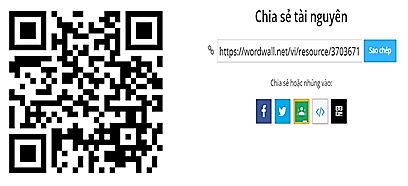 Chia sẻ tài nguyên
https://wordwall.net/vi/resource/3703671
Sao chép
Chia sẻ hoặc nhúng vào: